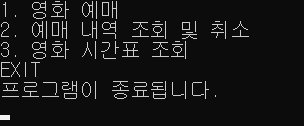 1. 영화 예매
2. 예매 내역 조회 및 취소
3. 영화 시간표 조회
EXIT
프로그램이 종료됩니다.